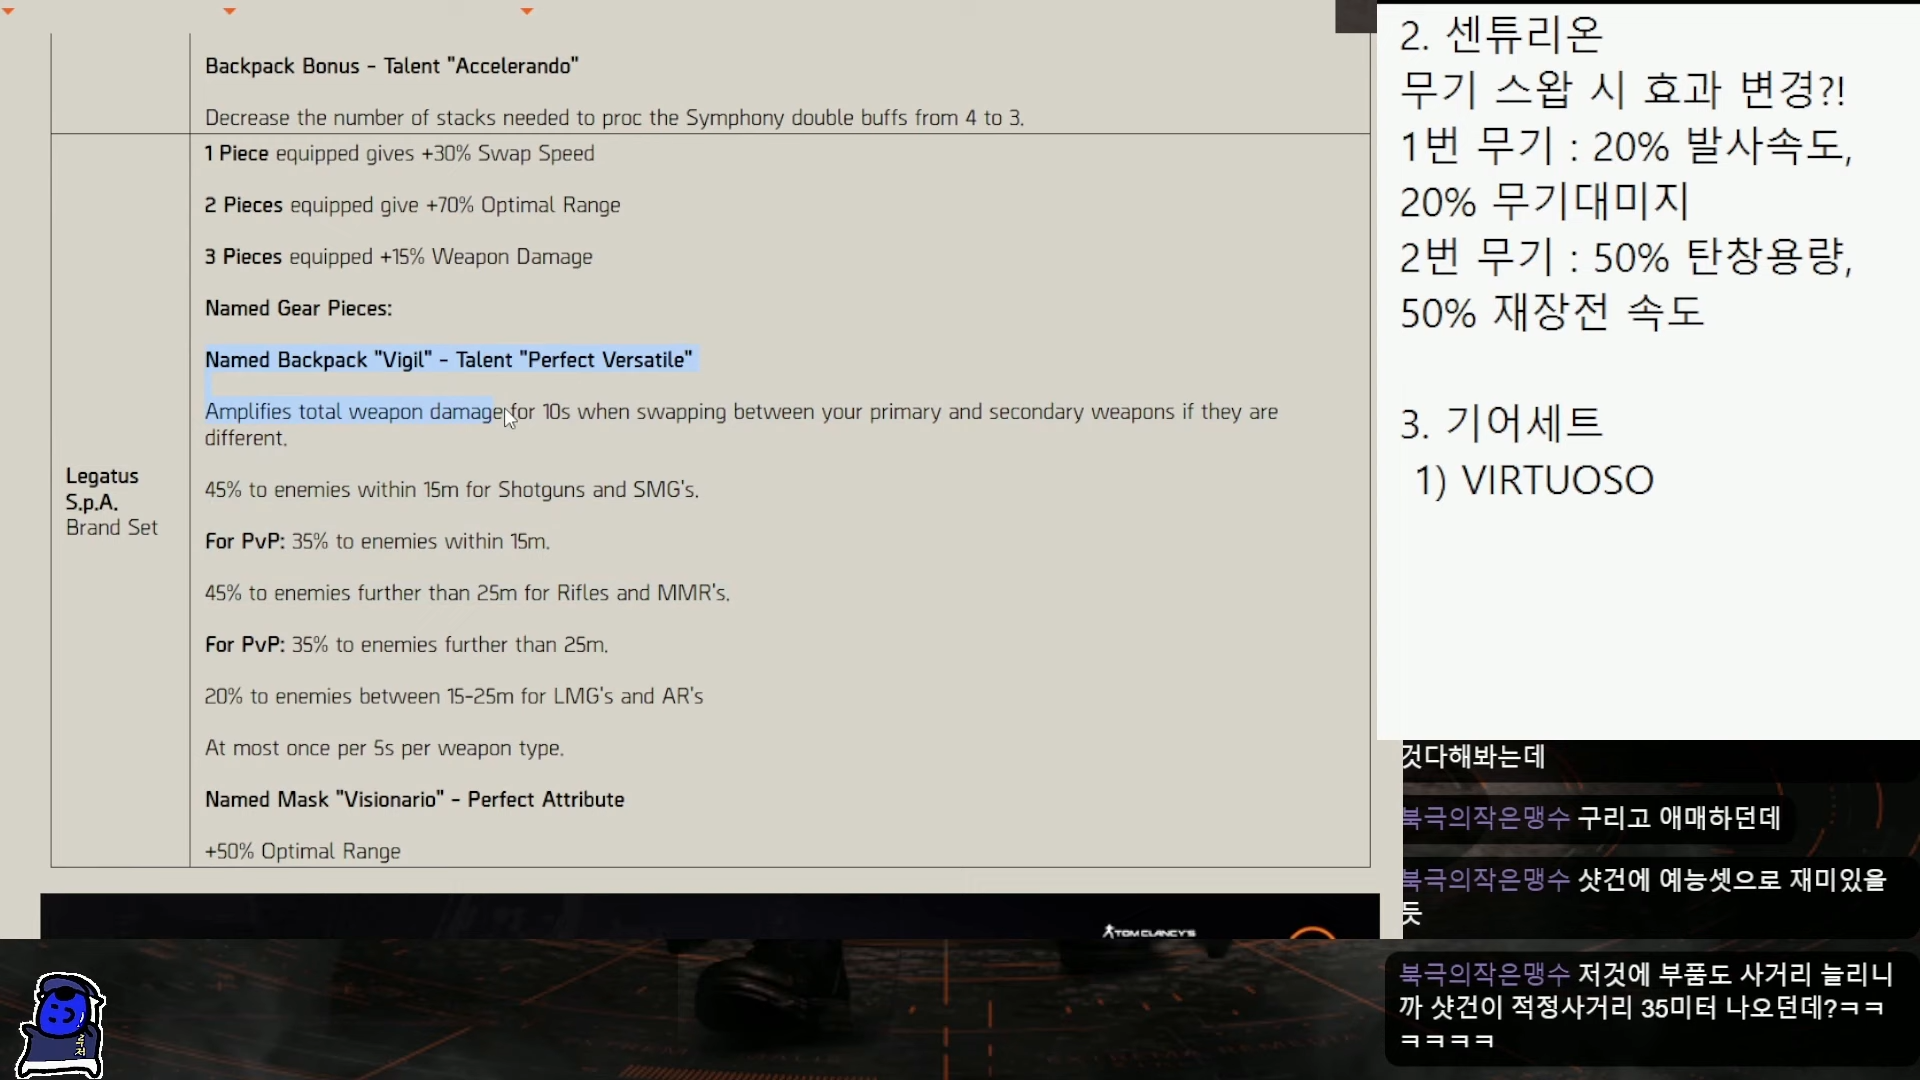 Backpack Bonus - Talent "Accelerando"
Decrease the number of stacks needed to proc the Symphony double buffs from 4 to 3.
Legatus
S.p.A.
Brand Set
1 Piece equipped gives +30% Swap Speed
2 Pieces equipped give +70% Optimal Range
3 Pieces equipped +15% Weapon Damage
Named Gear Pieces:
Named Backpack "Vigil" - Talent "Perfect Versatile"
Amplifies total weapon damage for 10s when swapping between your primary and secondary weapons if they are
different.
45% to enemies within 15m for Shotguns and SMG's.
For PvP: 35% to enemies within 15m.
45% to enemies further than 25m for Rifles and MMR's.
For PvP: 35% to enemies further than 25m.
20% to enemies between 15-25m for LMG's and AR's
At most once per 5s per weapon type.
Named Mask "Visionario" - Perfect Attribute
+50% Optimal Range
TOM CLANCY'S
2. 센튜리온
무기 스왑 시 효과 변경?!
1번 무기 : 20% 발사속도,
20% 무기대미지
2번 무기 : 50% 탄창용량,
50% 재장전 속도
3. 기어세트
1) VIRTUOSO
것다해봐는데
북극의작은맹수 구리고 애매하던데
북극의작은맹수 샷건에 예능셋으로 재미있을
듯
북극의작은맹수 저것에 부품도 사거리 늘리니
까 샷건이 적정사거리 35미터 나오던데?ㅋㅋ
ㅋㅋㅋㅋ